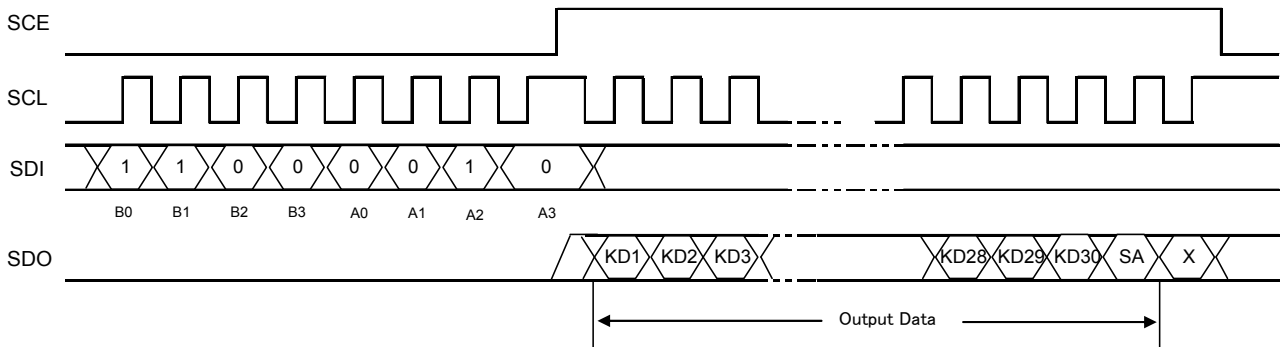 SCE
SCL
SDI 1 1 0 0 0 0 1 0
B0 B1 B2 B3 A0 A1 A2 A3
SDO KD1 KD2 KD3 KD28 KD29 KD30 SA X
Output Data